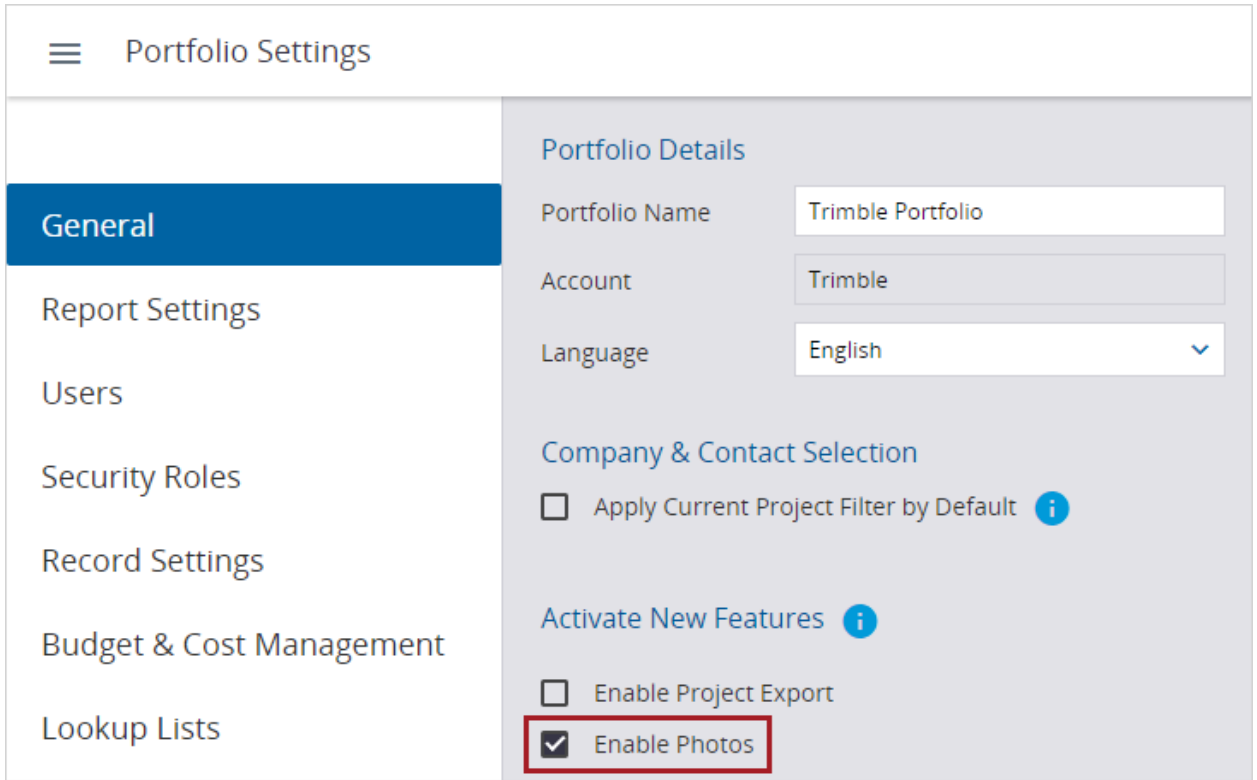 Portfolio Settings
General
Report Settings
Users
Security Roles
Record Settings
Budget & Cost Management
Lookup Lists
Portfolio Details
Portfolio Name Trimble Portfolio
Account Trimble
Language English
Company & Contact Selection
Apply Current Project Filter by Default i
Activate New Features i
Enable Project Export
Enable Photos